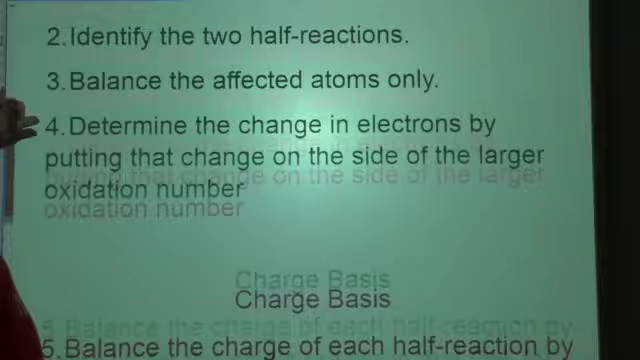 2. Identify the two half-reactions.
3. Balance the affected atoms only.
4. Determine the change in electrons by
putting that change on the side of the larger
oxidation number
Charge Basis
5. Balance the charge of each half-reaction by